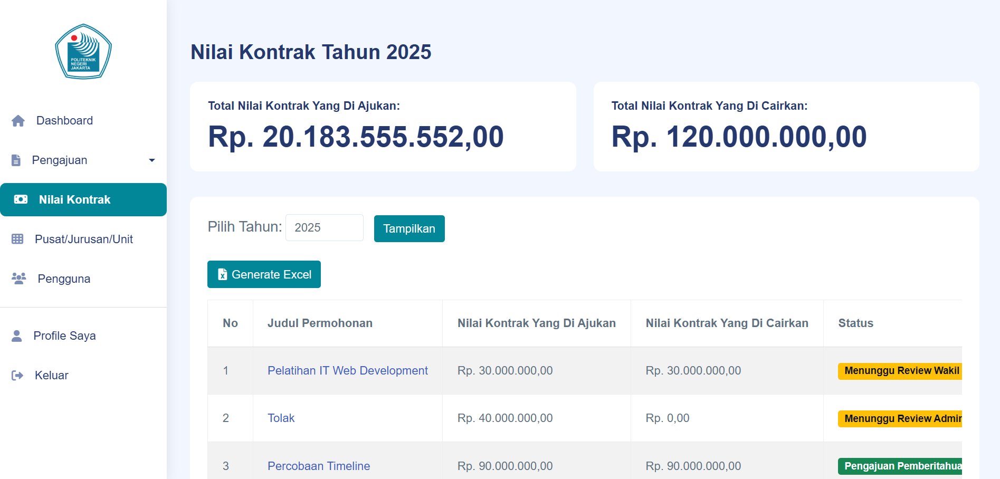 POLITEKNIK
NEGERI
JAKARTA
Dashboard
Pengajuan
Nilai Kontrak
Pusat/Jurusan/Unit
Pengguna
Profile Saya
Keluar
Nilai Kontrak Tahun 2025
Total Nilai Kontrak Yang Di Ajukan:
Rp. 20.183.555.552,00
Total Nilai Kontrak Yang Di Cairkan:
Rp. 120.000.000,00
Pilih Tahun: 2025 Tampilkan
Generate Excel
No Judul Permohonan Nilai Kontrak Yang Di Ajukan Nilai Kontrak Yang Di Cairkan Status
1 Pelatihan IT Web Development Rp. 30.000.000,00 Rp. 30.000.000,00 Menunggu Review Wakil
2 Tolak Rp. 40.000.000,00 Rp. 0,00 Menunggu Review Admin
3 Percobaan Timeline Rp. 90.000.000,00 Rp. 90.000.000,00 Pengajuan Pemberitahua